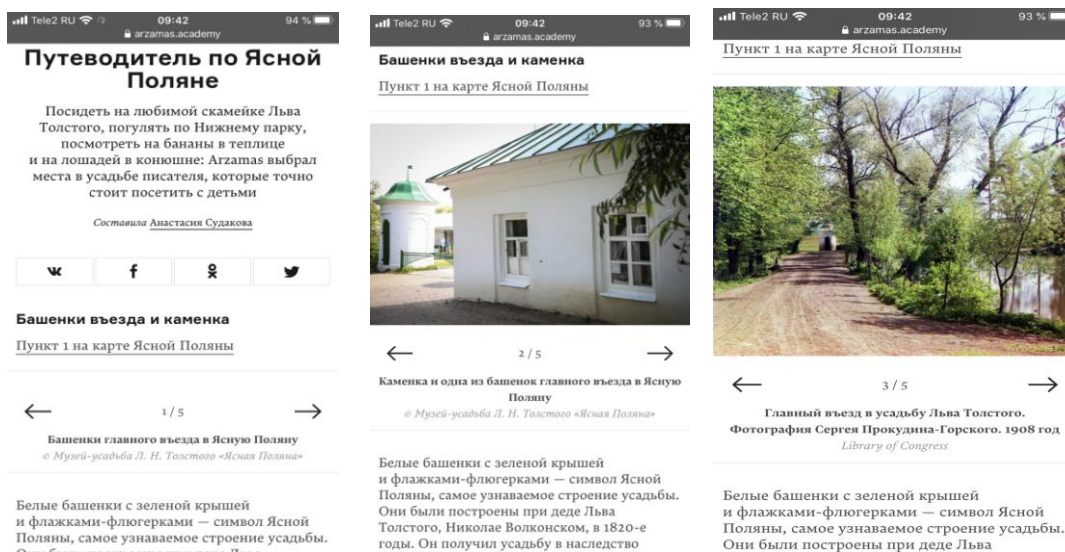 Tele2 RU 09:42 94 %
arzamas.academy
Путеводитель по Ясной
Поляне
Посидеть на любимой скамейке Льва
Толстого, погулять по Нижнему парку,
посмотреть на бананы в теплице
и на лошадей в конюшне: Arzamas выбрал
места в усадьбе писателя, которые точно
стоит посетить с детьми
Составила Анастасия Судакова
Башенки въезда и каменка
Пункт 1 на карте Ясной Поляны
1 / 5
Башенки главного въезда в Ясную Поляну
© Музей-усадьба Л. Н. Толстого «Ясная Поляна»
Белые башенки с зеленой крышей
и флажками-флюгерками — символ Ясной
Поляны, самое узнаваемое строение усадьбы.
Tele2 RU 09:42 93 %
arzamas.academy
Башенки въезда и каменка
Пункт 1 на карте Ясной Поляны
2 / 5
Каменка и одна из башенок главного въезда в Ясную
Поляну
© Музей-усадьба Л. Н. Толстого «Ясная Поляна»
Белые башенки с зеленой крышей
и флажками-флюгерками — символ Ясной
Поляны, самое узнаваемое строение усадьбы.
Они были построены при деде Льва
Толстого, Николае Волконском, в 1820-е
годы. Он получил усадьбу в наследство
Tele2 RU 09:42 93 %
arzamas.academy
Пункт 1 на карте Ясной Поляны
3 / 5
Главный въезд в усадьбу Льва Толстого.
Фотография Сергея Прокудина-Горского. 1908 год
Library of Congress
Белые башенки с зеленой крышей
и флажками-флюгерками — символ Ясной
Поляны, самое узнаваемое строение усадьбы.
Они были построены при деде Льва